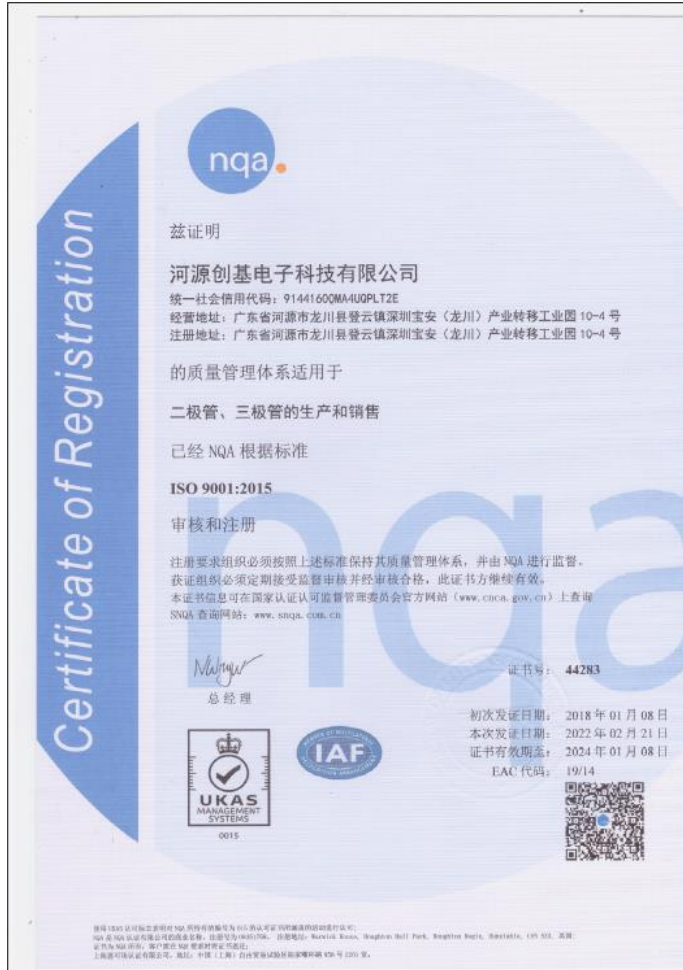 nqa.
Certificate of Registration
兹证明
河源创基电子科技有限公司
统一社会信用代码：91441600MA4UQPLT2E
经营地址：广东省河源市龙川县登云镇深圳宝安（龙川）产业转移工业园 10-4 号
注册地址：广东省河源市龙川县登云镇深圳宝安（龙川）产业转移工业园 10-4 号
的质量管理体系适用于
二极管、三极管的生产和销售
已经 NQA 根据标准
ISO 9001:2015
审核和注册
注册要求组织必须按照上述标准保持其质量管理体系，并由 NQA 进行监督。
获证组织必须定期接受监督审核并经审核合格，此证书方继续有效。
本证书信息可在国家认证认可监督管理委员会官方网站（www.cnca.gov.cn）上查询
SNQA 查询网站：www.snqa.com.cn
总经理
证书号： 44283
初次发证日期： 2018 年 01 月 08 日
本次发证日期： 2022 年 02 月 21 日
证书有效期至： 2024 年 01 月 08 日
EAC 代码： 19/14
IAF
UKAS
MANAGEMENT
SYSTEMS
0015
nqa